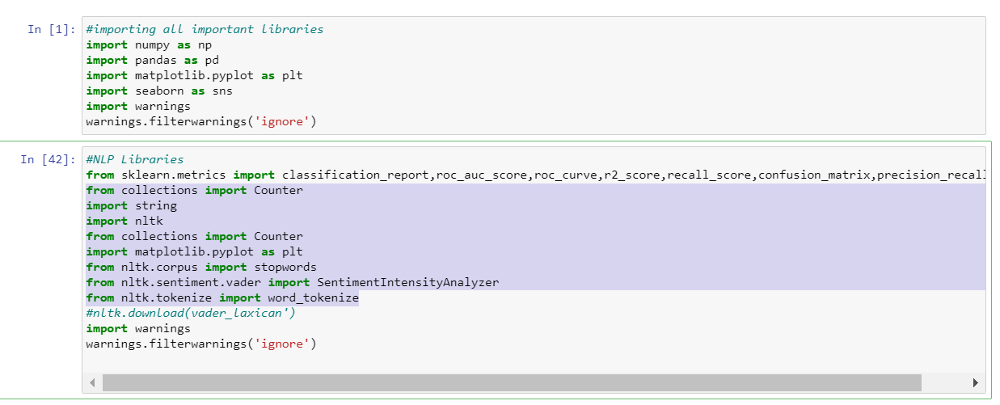 In [1]: #importing all important libraries
import numpy as np
import pandas as pd
import matplotlib.pyplot as plt
import seaborn as sns
import warnings
warnings.filterwarnings('ignore')
In [42]: #NLP Libraries
from sklearn.metrics import classification_report,roc_auc_score,roc_curve,r2_score,recall_score,confusion_matrix,precision_recall
from collections import Counter
import string
import nltk
from collections import Counter
import matplotlib.pyplot as plt
from nltk.corpus import stopwords
from nltk.sentiment.vader import SentimentIntensityAnalyzer
from nltk.tokenize import word_tokenize
#nltk.download(vader_laxican')
import warnings
warnings.filterwarnings('ignore')